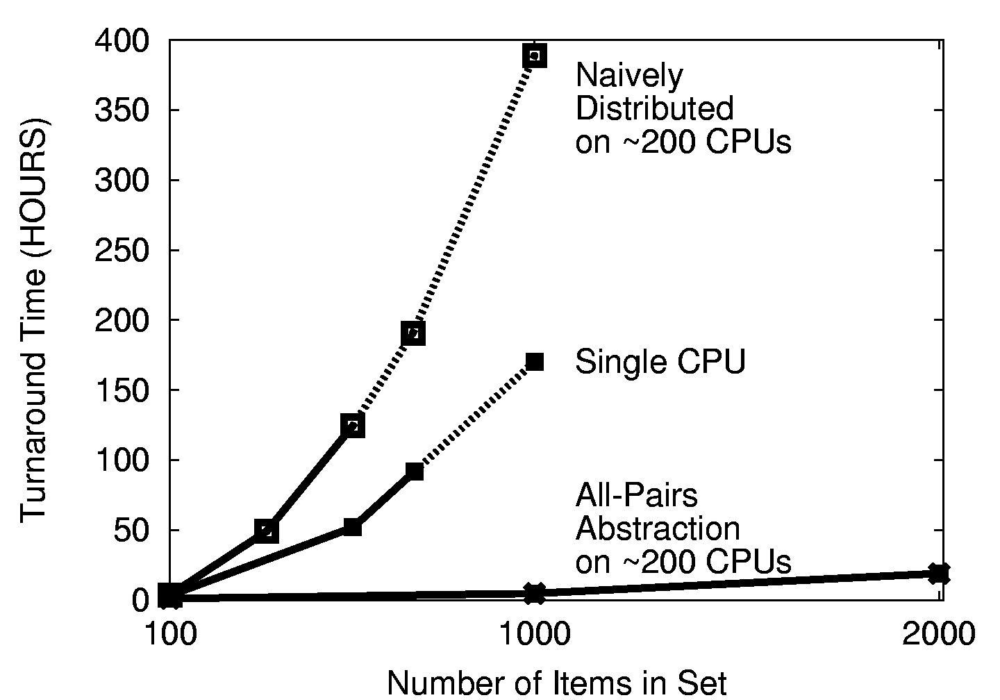 400
350
300
250
200
150
100
50
0
Turnaround Time (HOURS)
Naively
Distributed
on ~200 CPUs
Single CPU
All-Pairs
Abstraction
on ~200 CPUs
100 1000 2000
Number of Items in Set